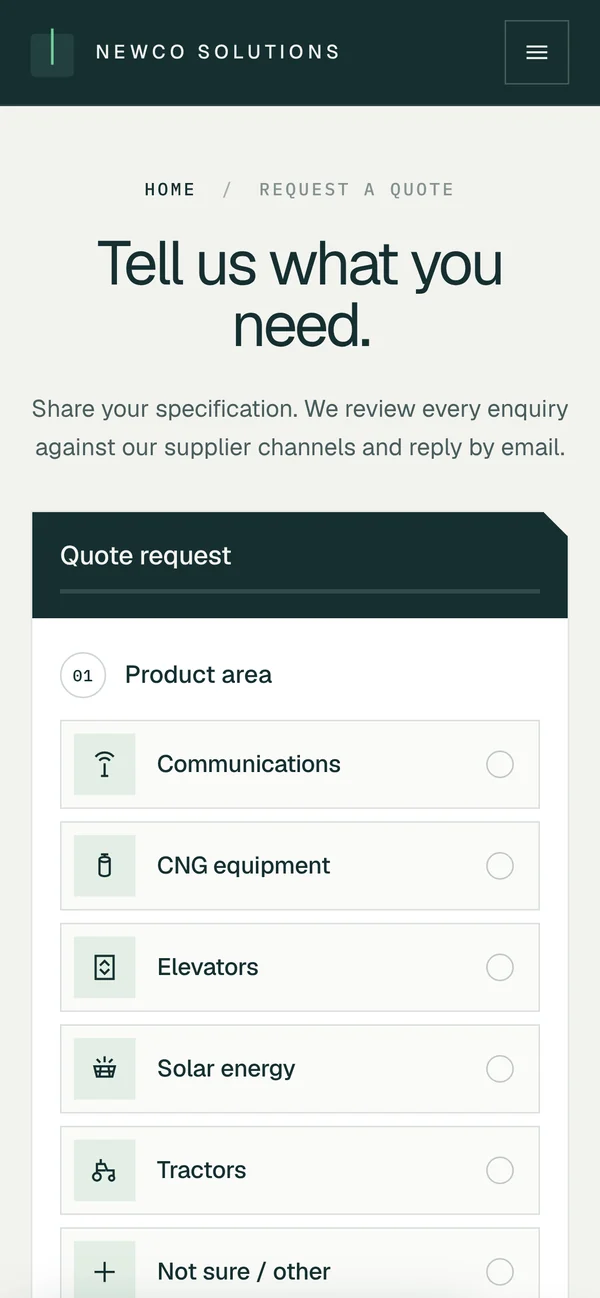 NEWCO SOLUTIONS
HOME / REQUEST A QUOTE
Tell us what you
need.
Share your specification. We review every enquiry
against our supplier channels and reply by email.
Quote request
01 Product area
Communications
CNG equipment
Elevators
Solar energy
Tractors
Not sure / other